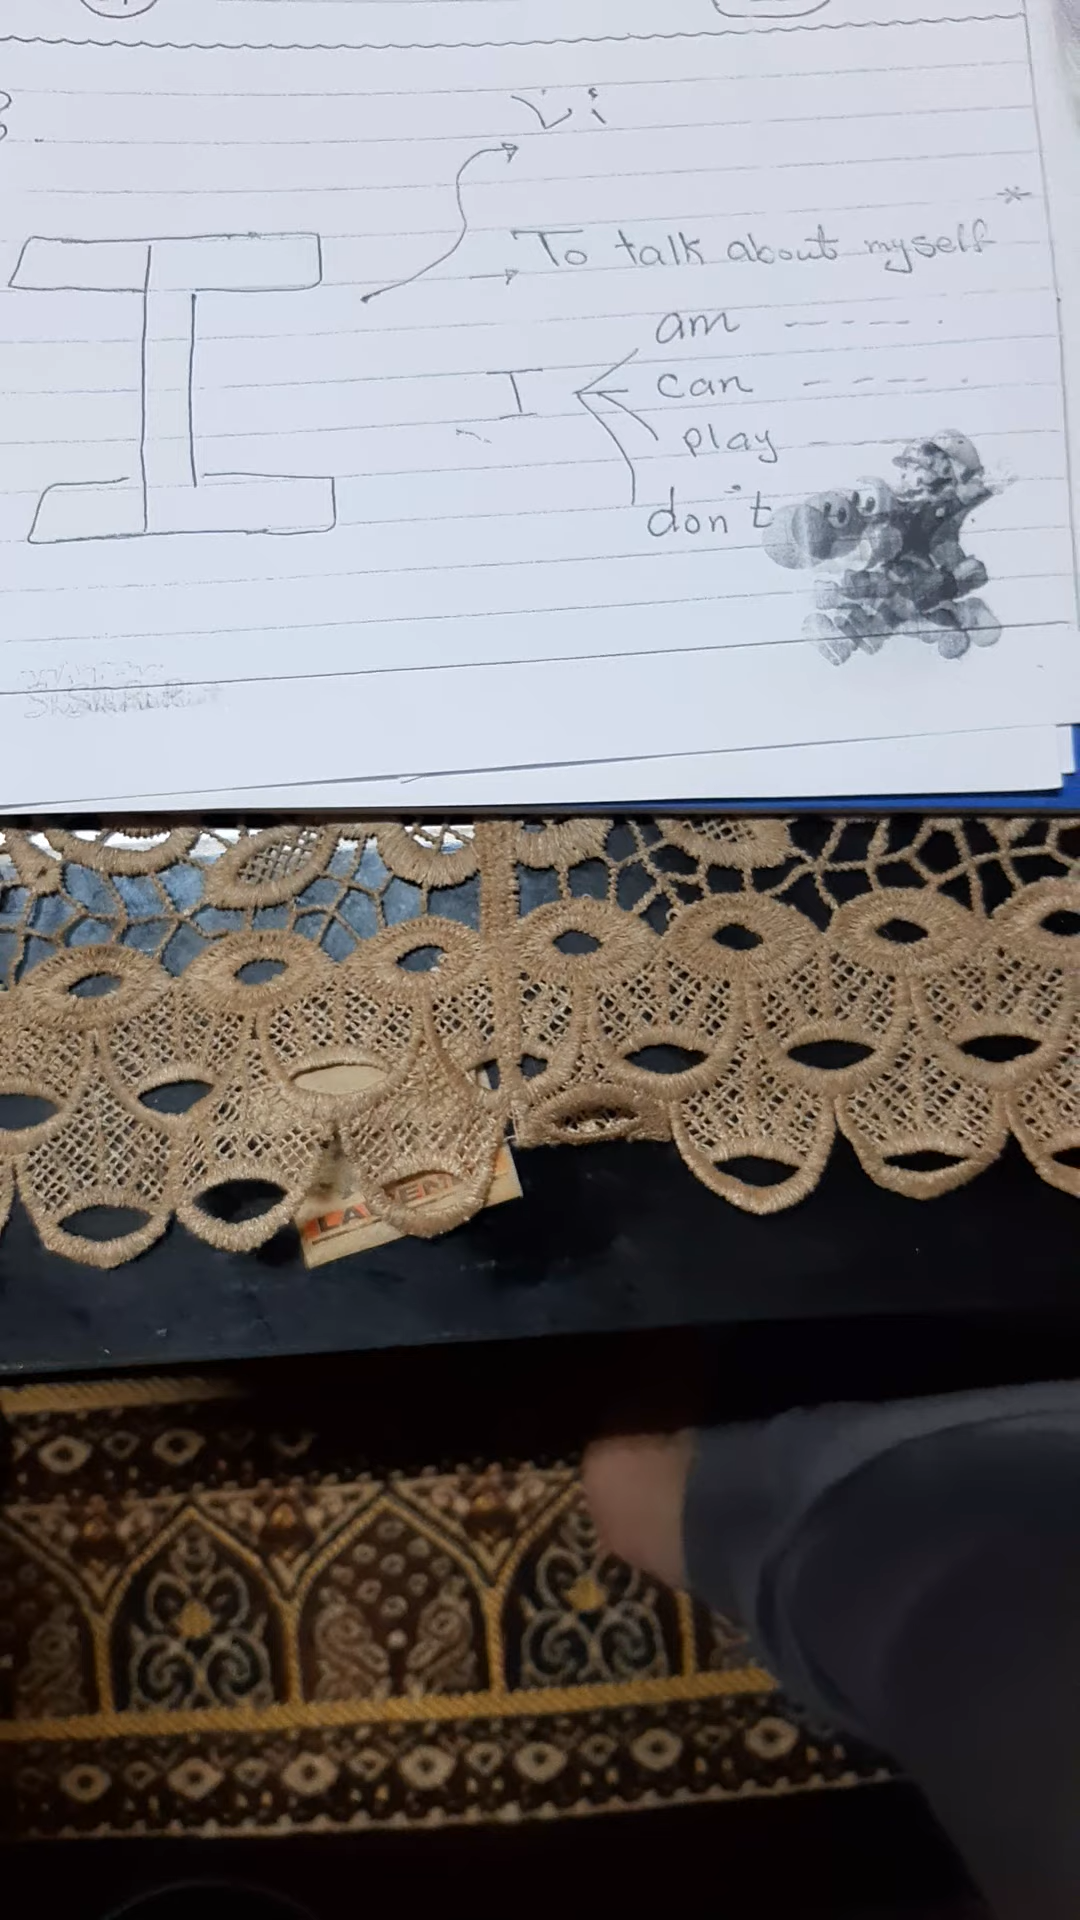 أنا
To talk about myself *
am - - - - .
I can - - - - .
play
don't